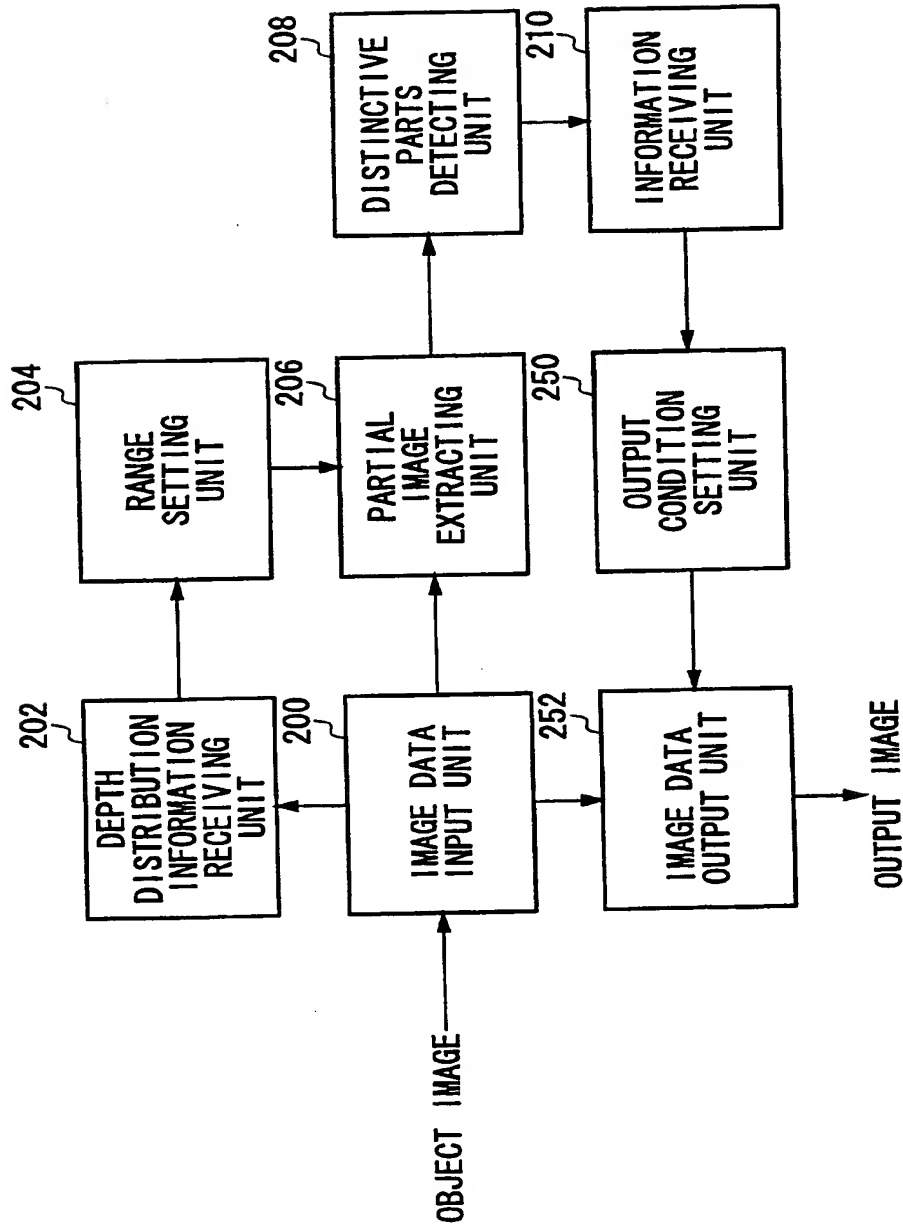 202
DEPTH
DISTRIBUTION
INFORMATION
RECEIVING
UNIT
204
RANGE
SETTING
UNIT
OBJECT IMAGE
200
IMAGE DATA
INPUT UNIT
206
PARTIAL
IMAGE
EXTRACTING
UNIT
208
DISTINCTIVE
PARTS
DETECTING
UNIT
252
IMAGE DATA
OUTPUT UNIT
250
OUTPUT
CONDITION
SETTING
UNIT
210
INFORMATION
RECEIVING
UNIT
OUTPUT IMAGE